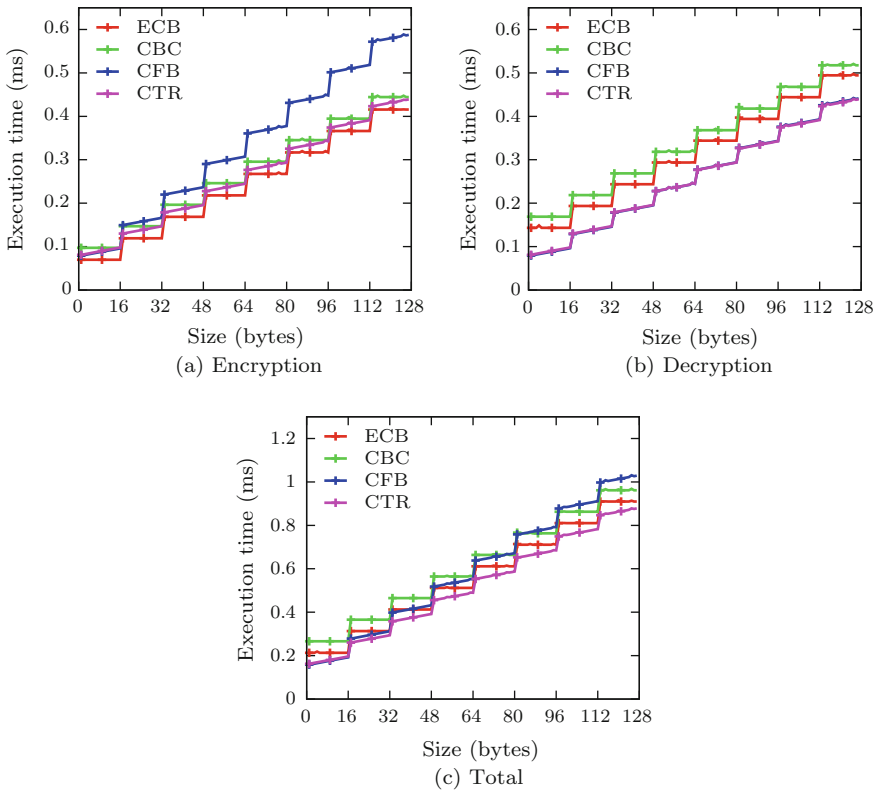 0.6
0.5
0.4
0.3
0.2
0.1
0
Execution time (ms)
ECB
CBC
CFB
CTR
0 16 32 48 64 80 96 112 128
Size (bytes)
(a) Encryption
0.6
0.5
0.4
0.3
0.2
0.1
0
Execution time (ms)
ECB
CBC
CFB
CTR
0 16 32 48 64 80 96 112 128
Size (bytes)
(b) Decryption
1.2
1
0.8
0.6
0.4
0.2
0
Execution time (ms)
ECB
CBC
CFB
CTR
0 16 32 48 64 80 96 112 128
Size (bytes)
(c) Total